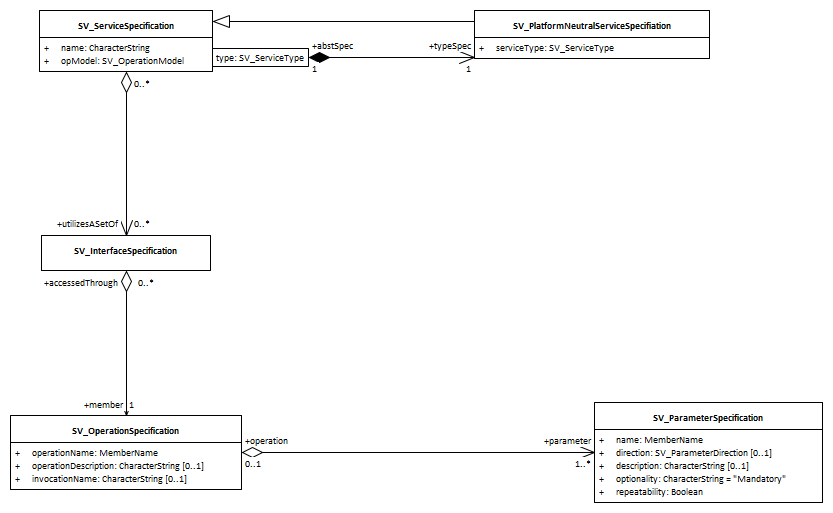 SV_ServiceSpecification
+ name: CharacterString
+ opModel: SV_OperationModel
type: SV_ServiceType
+abstSpec
1
+typeSpec
1
SV_PlatformNeutralServiceSpecifiation
+ serviceType: SV_ServiceType
0..*
+utilizesASetOf
0..*
SV_InterfaceSpecification
+accessedThrough
0..*
+member
1
SV_OperationSpecification
+ operationName: MemberName
+ operationDescription: CharacterString [0..1]
+ invocationName: CharacterString [0..1]
+operation
0..1
+parameter
1..*
SV_ParameterSpecification
+ name: MemberName
+ direction: SV_ParameterDirection [0..1]
+ description: CharacterString [0..1]
+ optionality: CharacterString = "Mandatory"
+ repeatability: Boolean